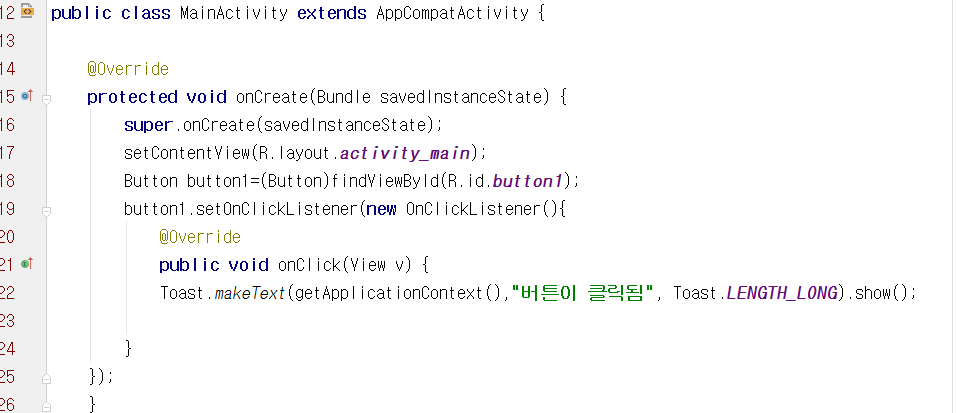 12 public class MainActivity extends AppCompatActivity {
13
14 @Override
15 protected void onCreate(Bundle savedInstanceState) {
16 super.onCreate(savedInstanceState);
17 setContentView(R.layout.activity_main);
18 Button button1=(Button)findViewById(R.id.button1);
19 button1.setOnClickListener(new OnClickListener(){
20 @Override
21 public void onClick(View v) {
22 Toast.makeText(getApplicationContext(),"버튼이 클릭됨", Toast.LENGTH_LONG).show();
23
24 }
25 });
26 }